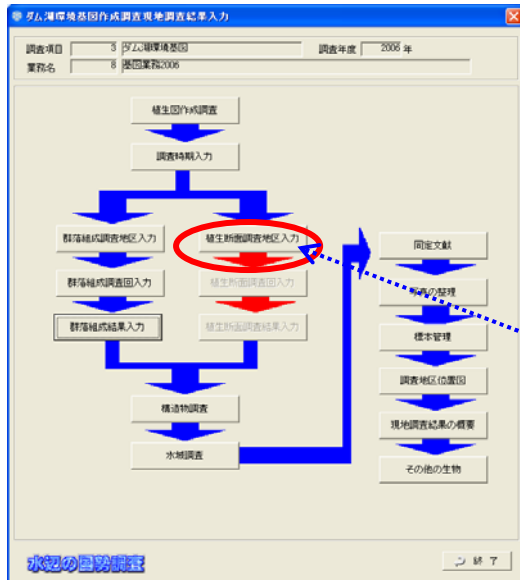 ダム湖環境基図作成調査現地調査結果入力
調査項目 5 ダム湖環境基図 調査年度 2006 年
業務名 8 基図業務2006
植生図作成調査
調査時期入力
群落組成調査地区入力
植生断面調査地区入力
群落組成調査回入力
植生断面調査回入力
群落組成結果入力
植生断面調査結果入力
構造物調査
水域調査
同定文献
写真の整理
標本管理
調査地区位置図
現地調査結果の概要
その他の生物
水辺の国勢調査
終 了